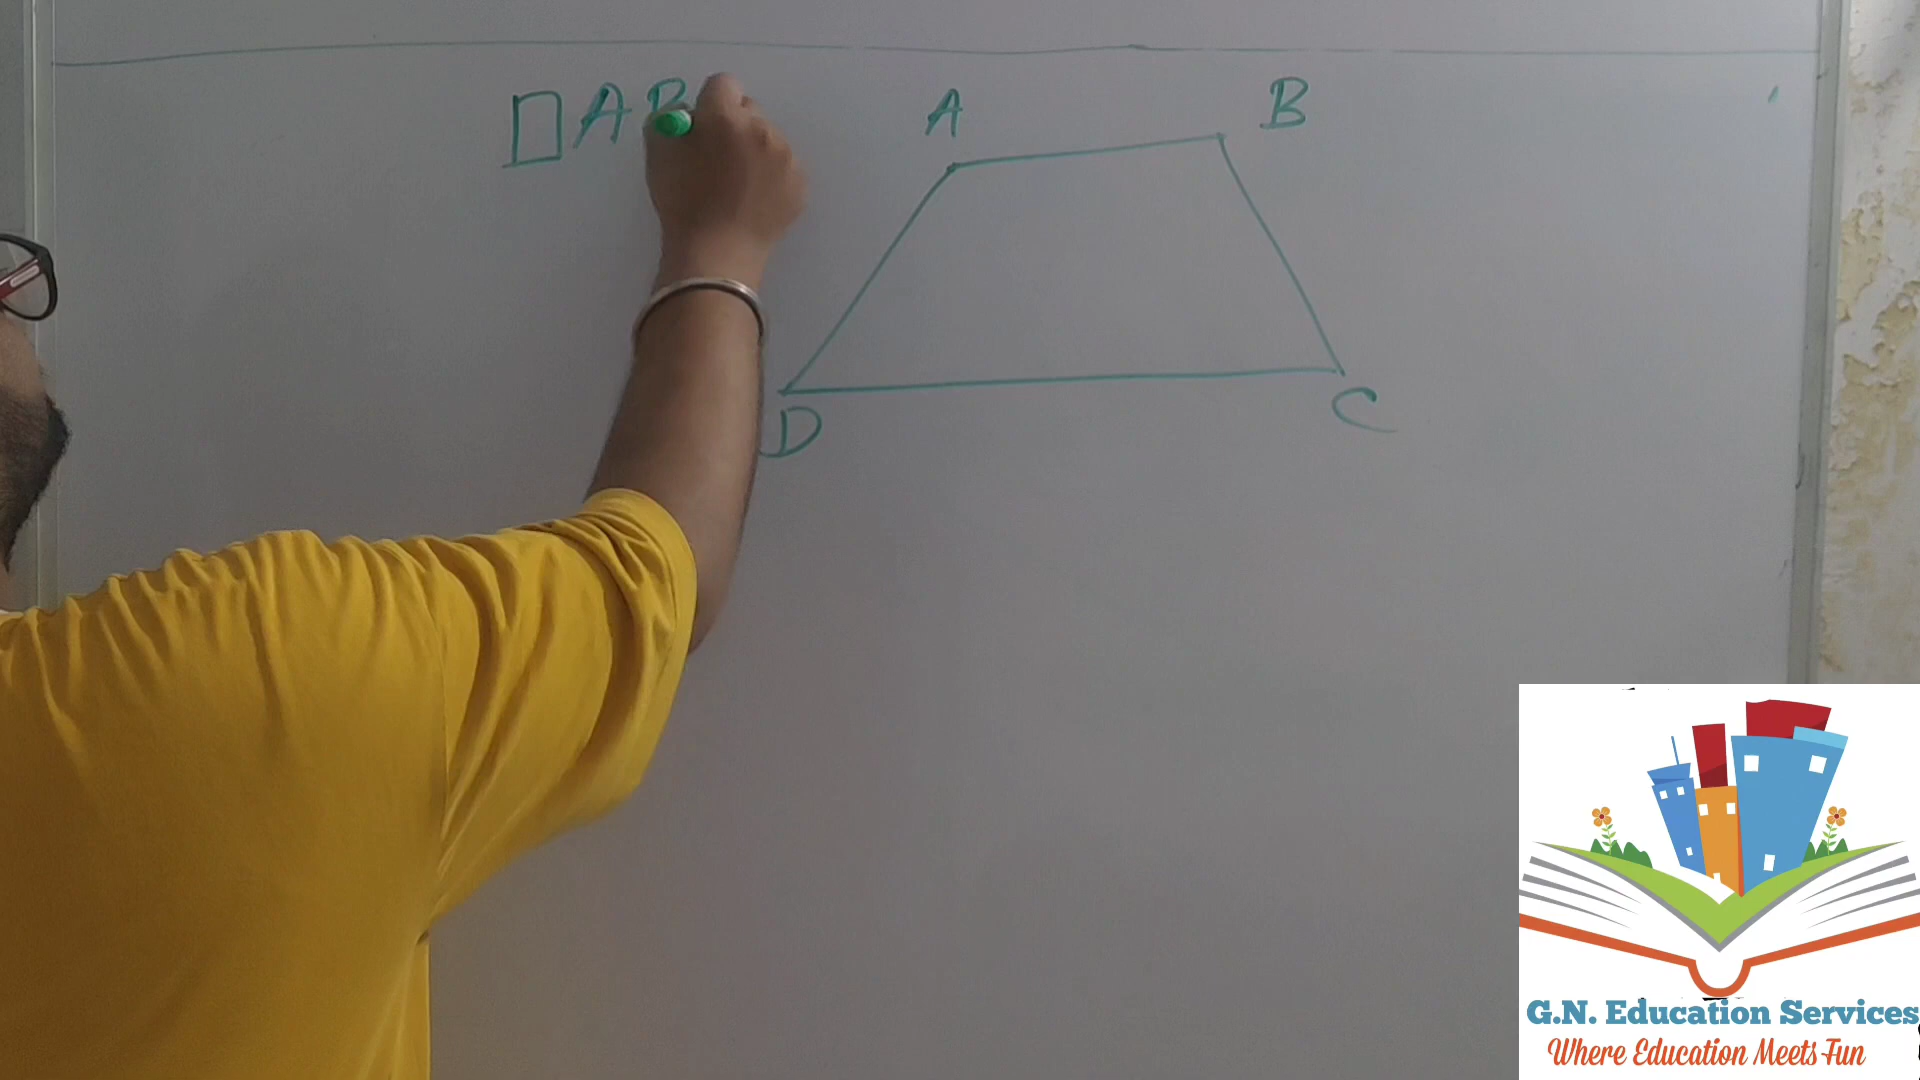 □AB
A
B
D
C
G.N. Education Services
Where Education Meets Fun